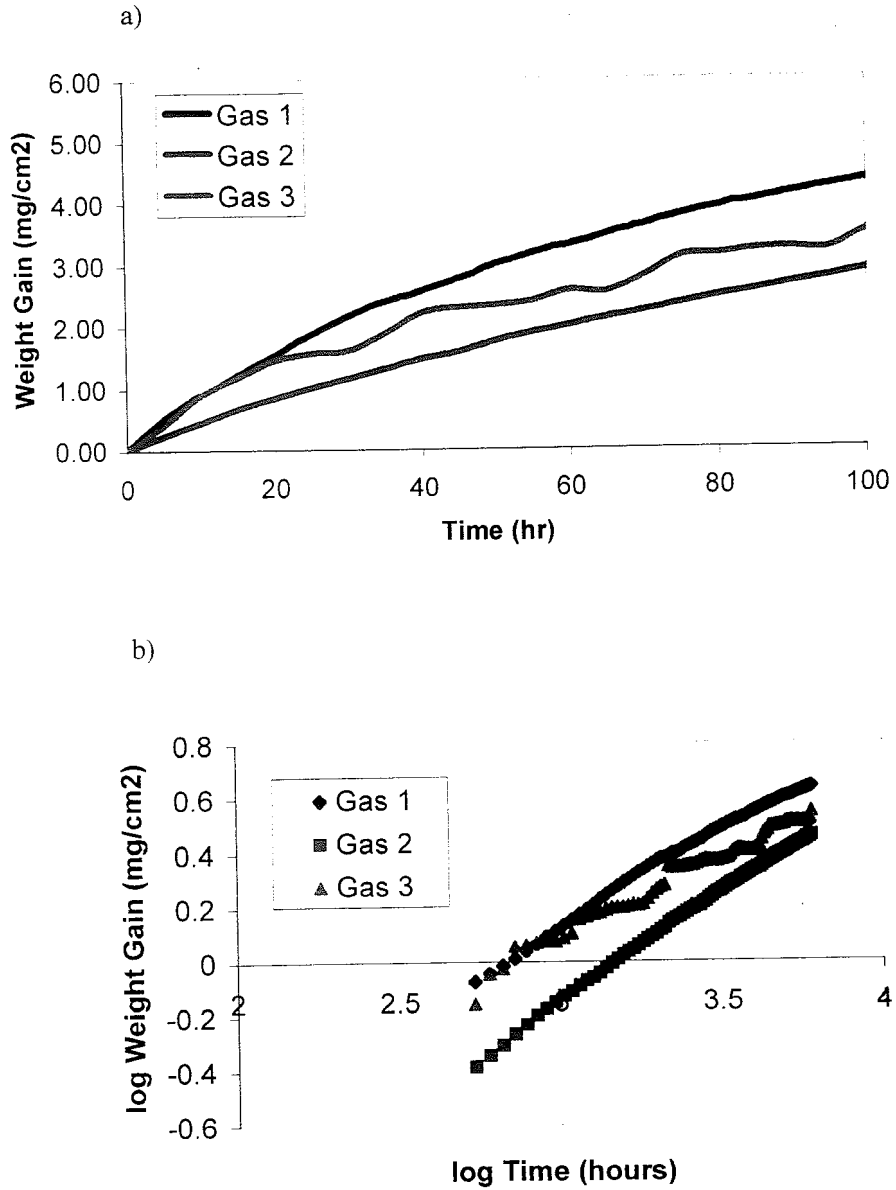 a)
6.00
5.00
4.00
3.00
2.00
1.00
0.00
Weight Gain (mg/cm2)
Gas 1
Gas 2
Gas 3
0 20 40 60 80 100
Time (hr)
b)
0.8
0.6
0.4
0.2
0
-0.2
-0.4
-0.6
log Weight Gain (mg/cm2)
Gas 1
Gas 2
Gas 3
2 2.5 3.5 4
log Time (hours)